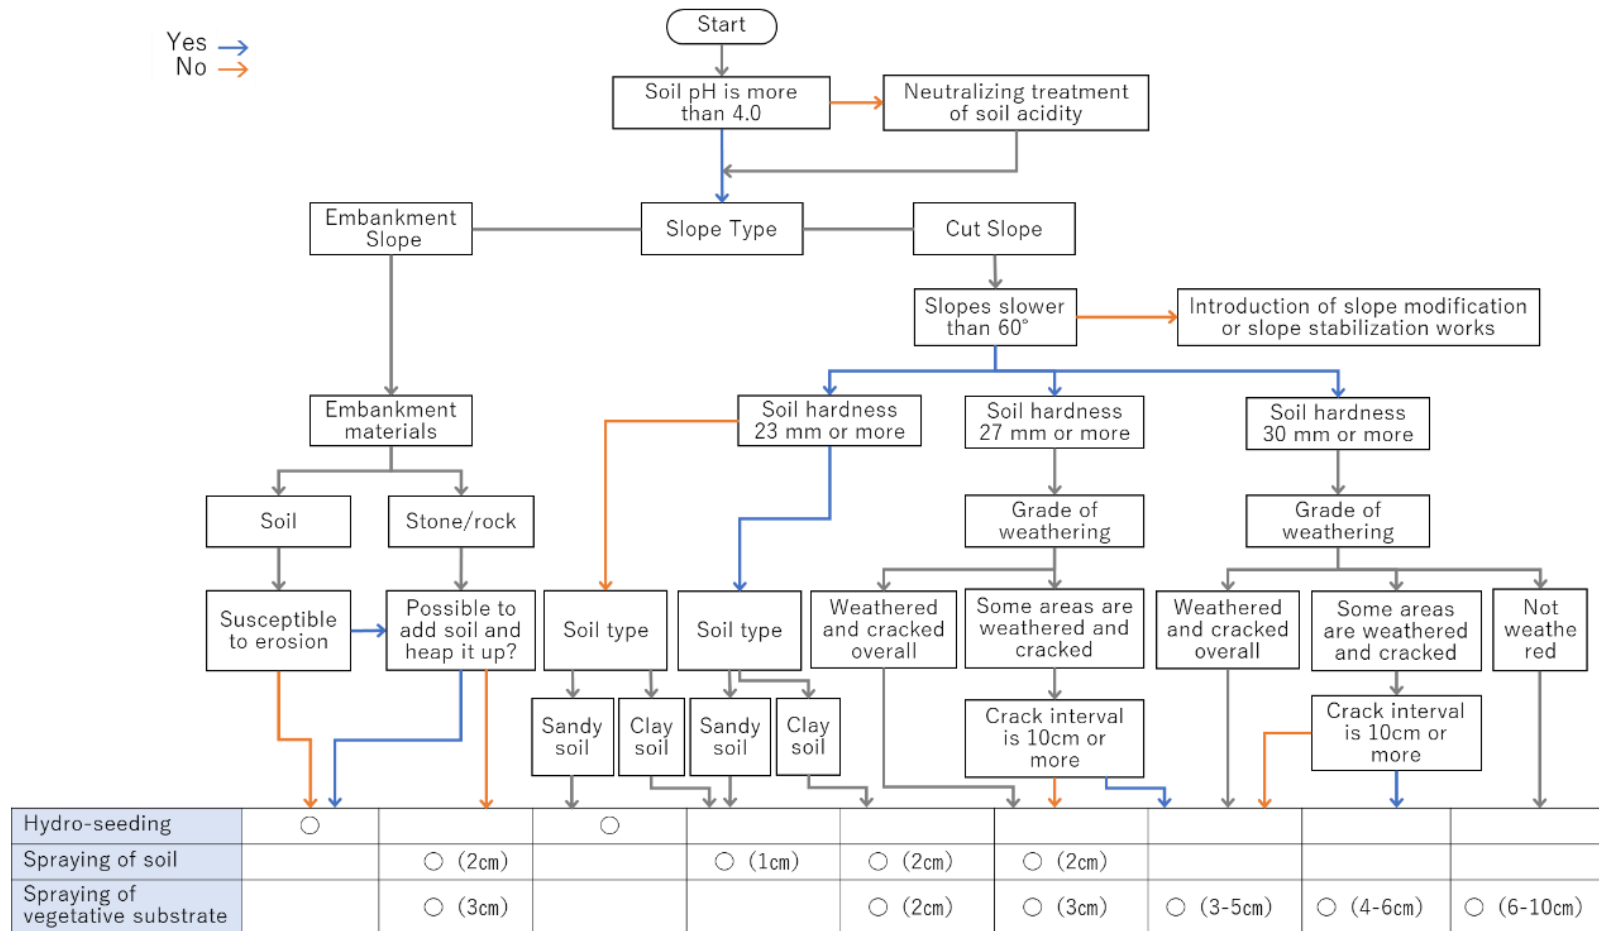 Start
Yes
No
Soil pH is more
than 4.0
Neutralizing treatment
of soil acidity
Embankment
Slope
Slope Type
Cut Slope
Slopes slower
than 60°
Introduction of slope modification
or slope stabilization works
Embankment
materials
Soil hardness
23 mm or more
Soil hardness
27 mm or more
Soil hardness
30 mm or more
Soil
Stone/rock
Grade of
weathering
Grade of
weathering
Susceptible
to erosion
Possible to
add soil and
heap it up?
Soil type
Soil type
Weathered
and cracked
overall
Some areas are
weathered and
cracked
Weathered
and cracked
overall
Some areas
are weathered
and cracked
Not
weathe
red
Sandy
soil
Clay
soil
Sandy
soil
Clay
soil
Crack interval
is 10cm or
more
Crack interval
is 10cm or
more
Hydro-seeding ○ ○
Spraying of soil ○ (2cm) ○ (1cm) ○ (2cm) ○ (2cm)
Spraying of
vegetative substrate ○ (3cm) ○ (2cm) ○ (3cm) ○ (3-5cm) ○ (4-6cm) ○ (6-10cm)